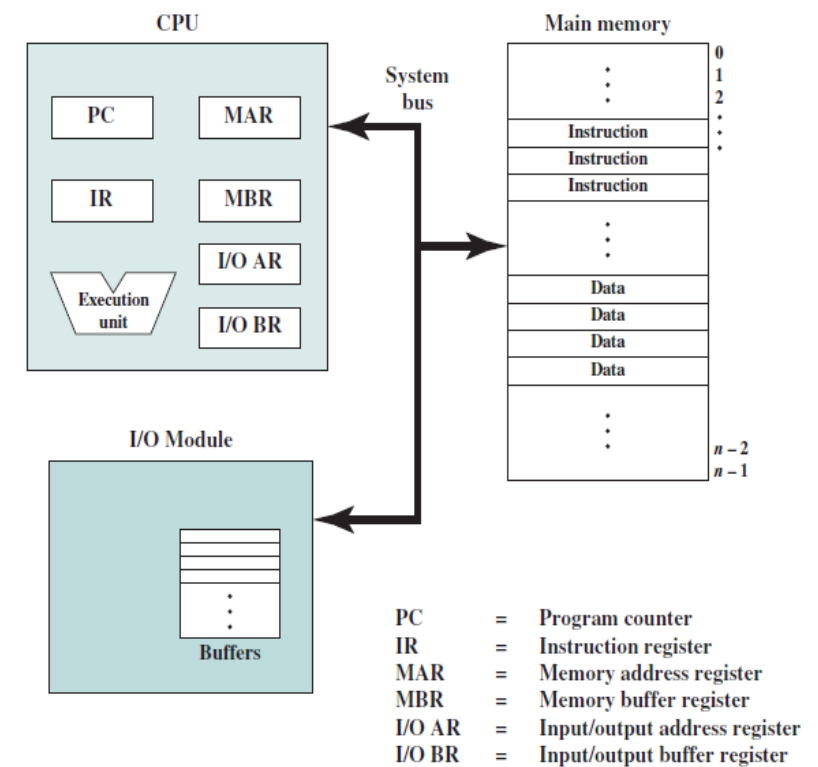 CPU
PC
MAR
IR
MBR
I/O AR
Execution
unit
I/O BR
System
bus
Main memory
0
1
2
Instruction
Instruction
Instruction
Data
Data
Data
Data
n – 2
n – 1
I/O Module
Buffers
PC = Program counter
IR = Instruction register
MAR = Memory address register
MBR = Memory buffer register
I/O AR = Input/output address register
I/O BR = Input/output buffer register